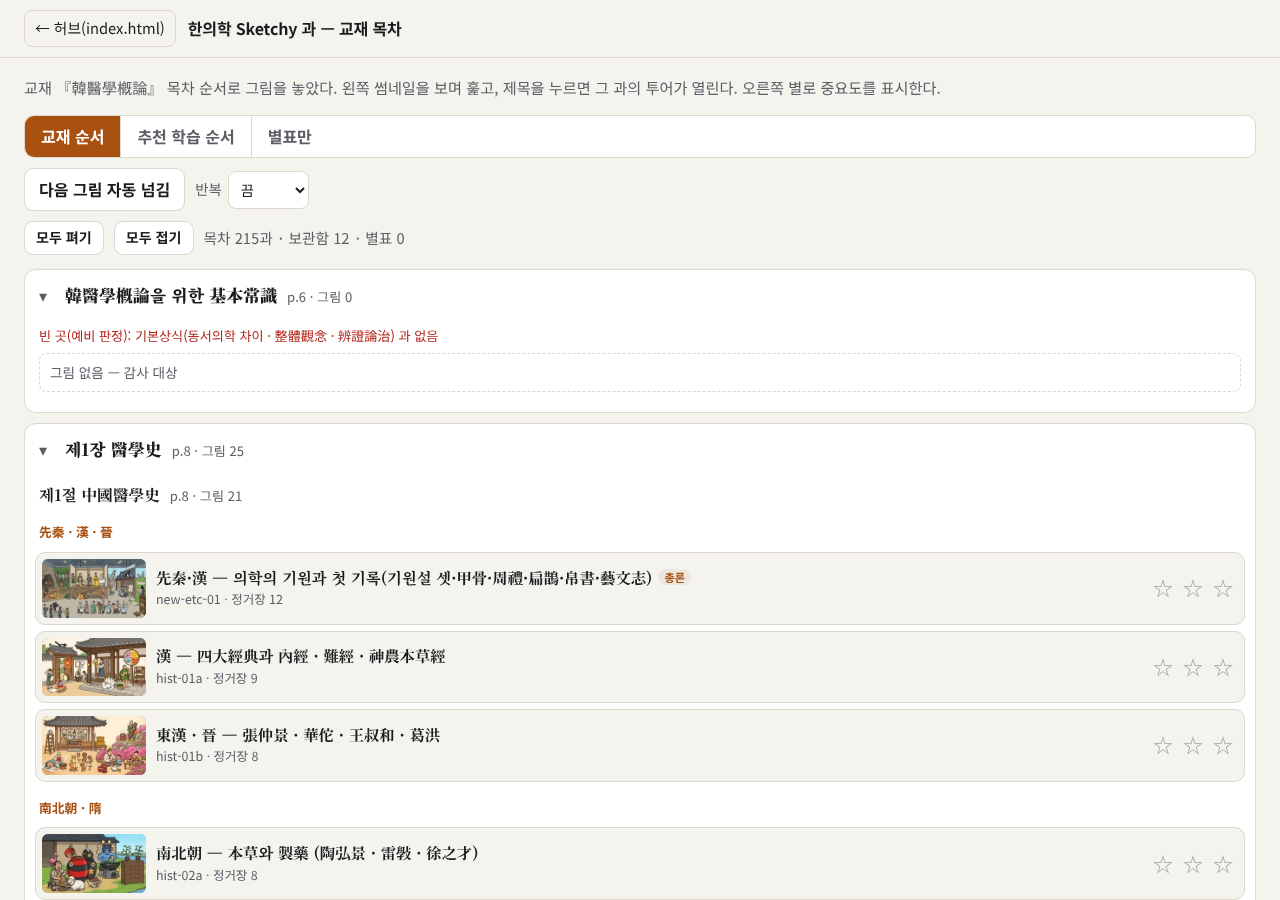 ← 허브(index.html) 한의학 Sketchy 과 — 교재 목차
교재 『韓醫學槪論』 목차 순서로 그림을 놓았다. 왼쪽 썸네일을 보며 훑고, 제목을 누르면 그 과의 투어가 열린다. 오른쪽 별로 중요도를 표시한다.
교재 순서 추천 학습 순서 별표만
다음 그림 자동 넘김 반복 끔
모두 펴기 모두 접기 목차 215과 · 보관함 12 · 별표 0
▾ 韓醫學槪論을 위한 基本常識 p.6 · 그림 0
빈 곳(예비 판정): 기본상식(동서의학 차이 · 整體觀念 · 辨證論治) 과 없음
그림 없음 — 감사 대상
▾ 제1장 醫學史 p.8 · 그림 25
제1절 中國醫學史 p.8 · 그림 21
先秦 · 漢 · 晉
先秦·漢 — 의학의 기원과 첫 기록(기원설 셋·甲骨·周禮·扁鵲·帛書·藝文志) 총론
new-etc-01 · 정거장 12
☆ ☆ ☆
漢 — 四大經典과 內經 · 難經 · 神農本草經
hist-01a · 정거장 9
☆ ☆ ☆
東漢 · 晉 — 張仲景 · 華佗 · 王叔和 · 葛洪
hist-01b · 정거장 8
☆ ☆ ☆
南北朝 · 隋
南北朝 — 本草와 製藥 (陶弘景 · 雷斅 · 徐之才)
hist-02a · 정거장 8
☆ ☆ ☆